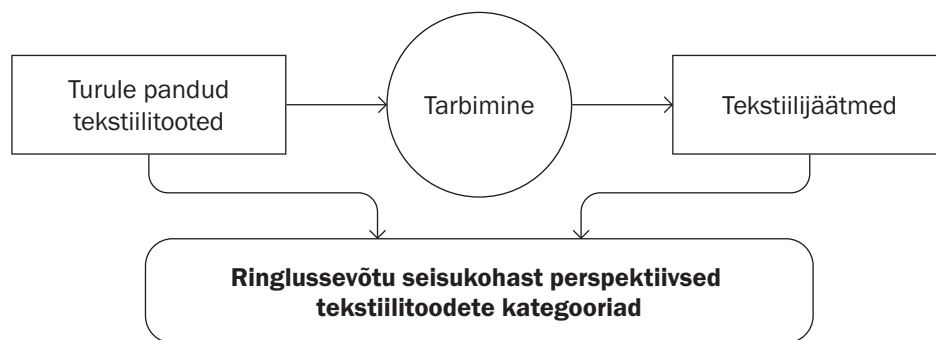 Turule pandud
tekstiilitooted
Tarbimine
Tekstiilijäätmed
Ringlussevõtu seisukohast perspektiivsed
tekstiilitoodete kategooriad